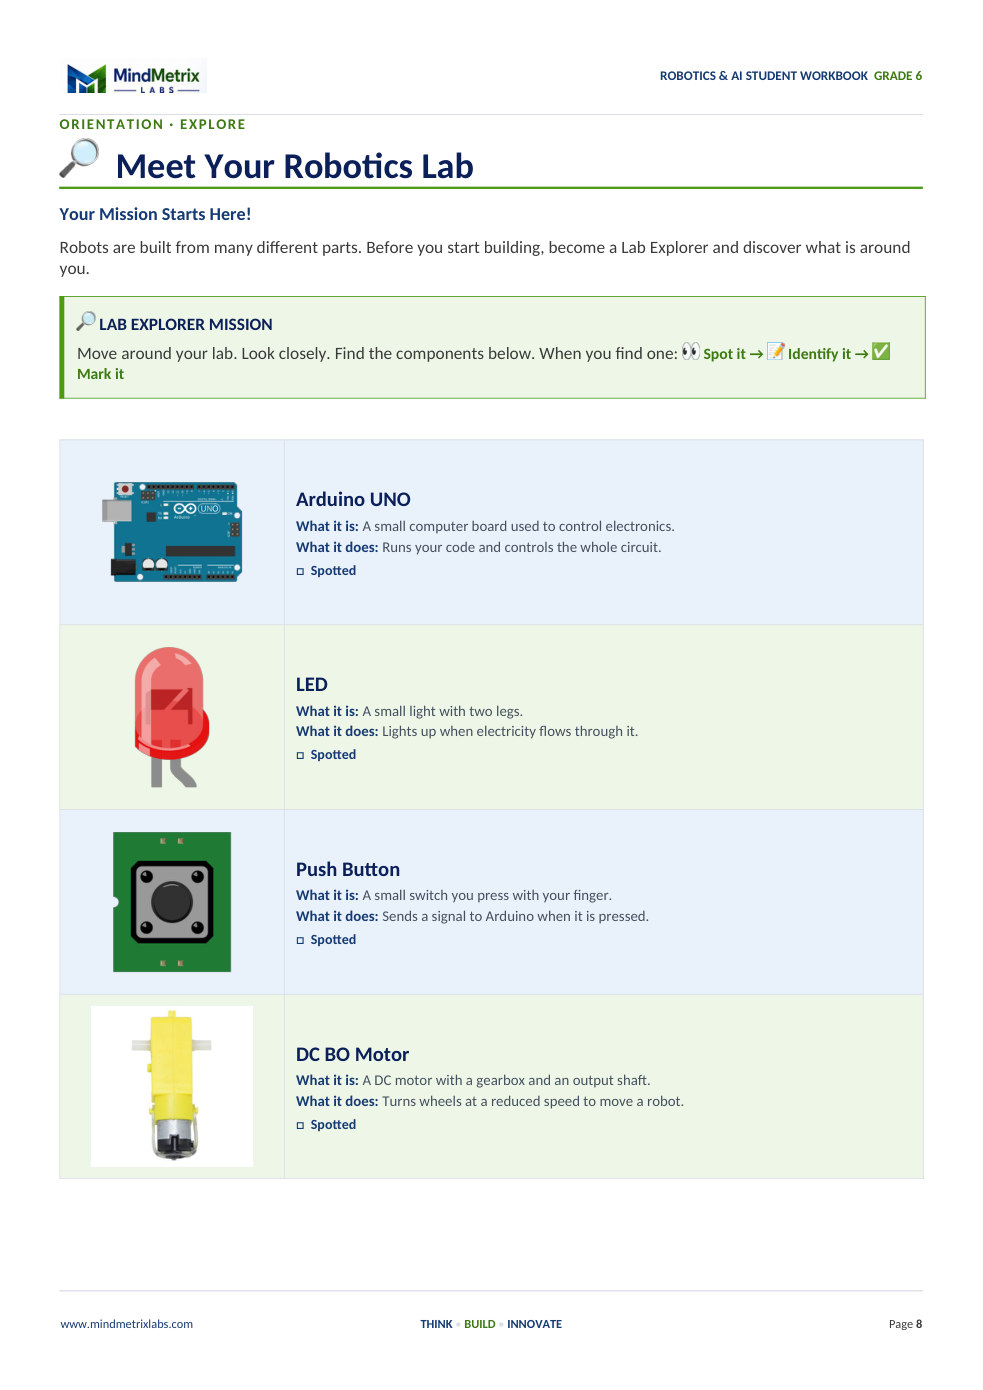 MindMetrix
LABS
ROBOTICS & AI STUDENT WORKBOOK GRADE 6
ORIENTATION · EXPLORE
🔎 Meet Your Robotics Lab
Your Mission Starts Here!
Robots are built from many different parts. Before you start building, become a Lab Explorer and discover what is around
you.
🔎 LAB EXPLORER MISSION
Move around your lab. Look closely. Find the components below. When you find one: 👀 Spot it → 📝 Identify it → ✅
Mark it
UNO
Arduino
Arduino UNO
What it is: A small computer board used to control electronics.
What it does: Runs your code and controls the whole circuit.
□ Spotted
LED
What it is: A small light with two legs.
What it does: Lights up when electricity flows through it.
□ Spotted
Push Button
What it is: A small switch you press with your finger.
What it does: Sends a signal to Arduino when it is pressed.
□ Spotted
DC BO Motor
What it is: A DC motor with a gearbox and an output shaft.
What it does: Turns wheels at a reduced speed to move a robot.
□ Spotted
www.mindmetrixlabs.com
THINK • BUILD • INNOVATE
Page 8